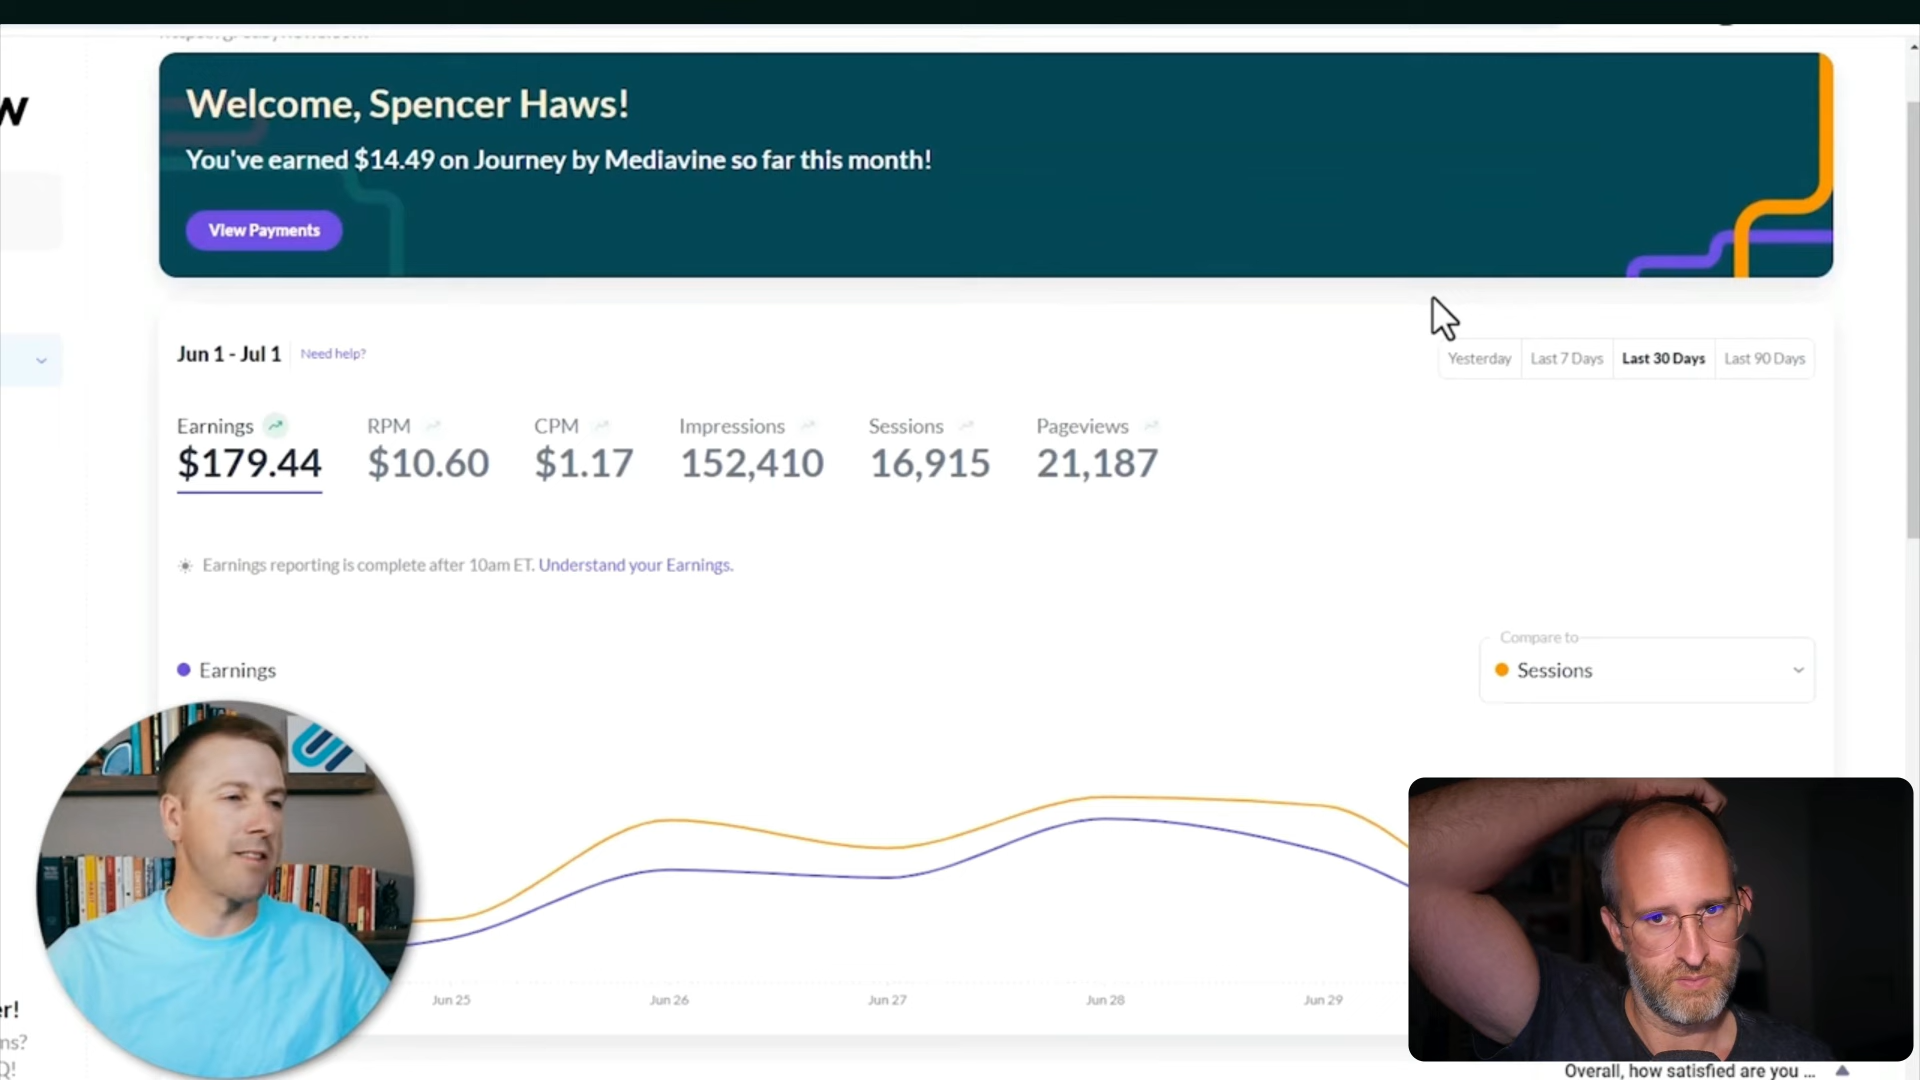 w
Welcome, Spencer Haws!
You've earned $14.49 on Journey by Mediavine so far this month!
View Payments
Jun 1 - Jul 1 Need help?
Yesterday Last 7 Days Last 30 Days Last 90 Days
Earnings RPM CPM Impressions Sessions Pageviews
$179.44 $10.60 $1.17 152,410 16,915 21,187
Earnings reporting is complete after 10am ET. Understand your Earnings.
Compare to
Earnings
Sessions
Jun 25 Jun 26 Jun 27 Jun 28 Jun 29
er!
ns?
Q!
Overall, how satisfied are you ...